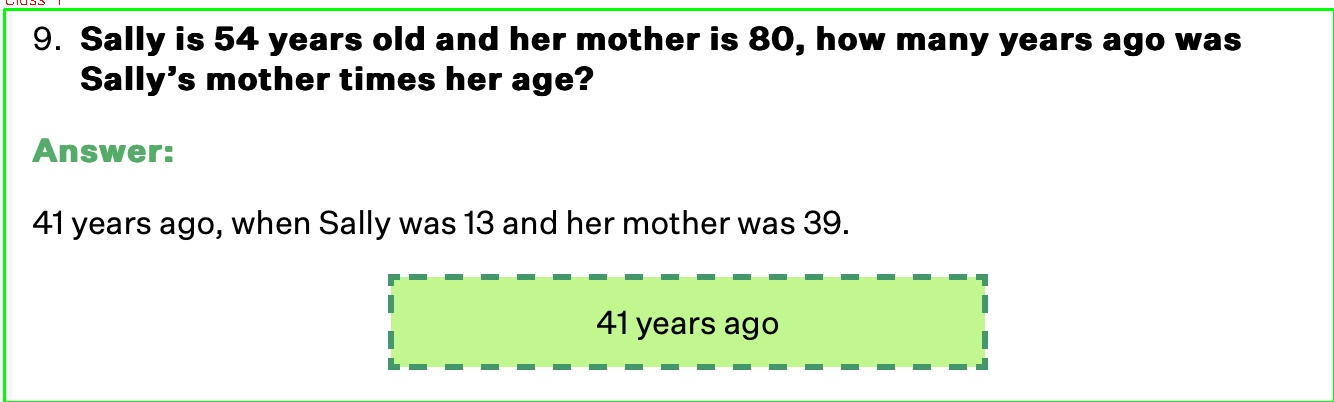 9. Sally is 54 years old and her mother is 80, how many years ago was
Sally's mother times her age?
Answer:
41 years ago, when Sally was 13 and her mother was 39.
41 years ago